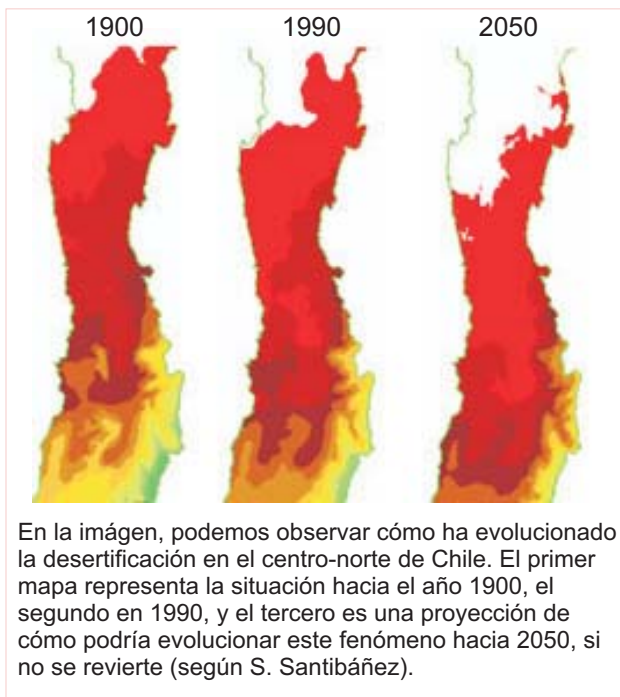 1900 1990 2050
En la imágen, podemos observar cómo ha evolucionado
la desertificación en el centro-norte de Chile. El primer
mapa representa la situación hacia el año 1900, el
segundo en 1990, y el tercero es una proyección de
cómo podría evolucionar este fenómeno hacia 2050, si
no se revierte (según S. Santibáñez).